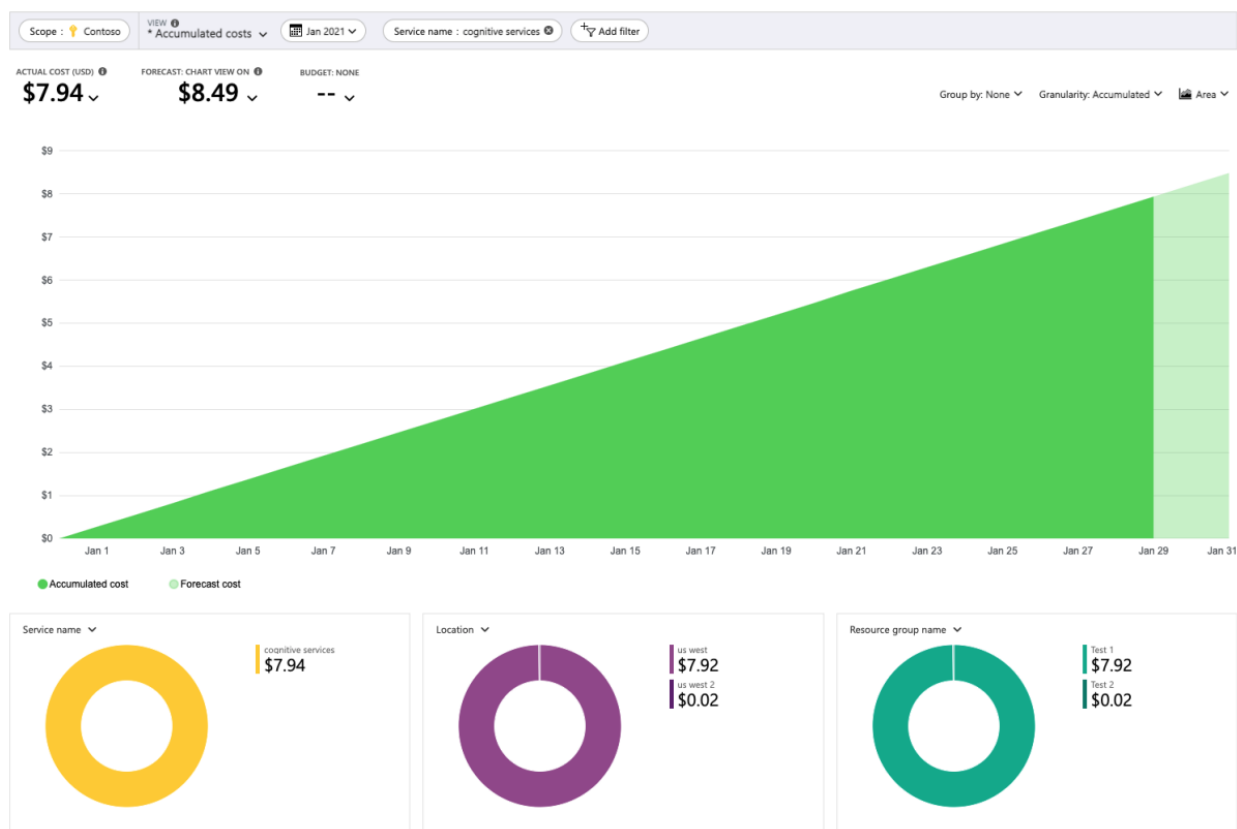 Scope : Contoso
VIEW
* Accumulated costs
Jan 2021
Service name : cognitive services
Add filter
ACTUAL COST (USD)
$7.94
FORECAST: CHART VIEW ON
$8.49
BUDGET: NONE
--
Group by: None
Granularity: Accumulated
Area
$9
$8
$7
$6
$5
$4
$3
$2
$1
$0
Jan 1 Jan 3 Jan 5 Jan 7 Jan 9 Jan 11 Jan 13 Jan 15 Jan 17 Jan 19 Jan 21 Jan 23 Jan 25 Jan 27 Jan 29 Jan 31
Accumulated cost Forecast cost
Service name
cognitive services
$7.94
Location
us west
$7.92
us west 2
$0.02
Resource group name
Test 1
$7.92
Test 2
$0.02